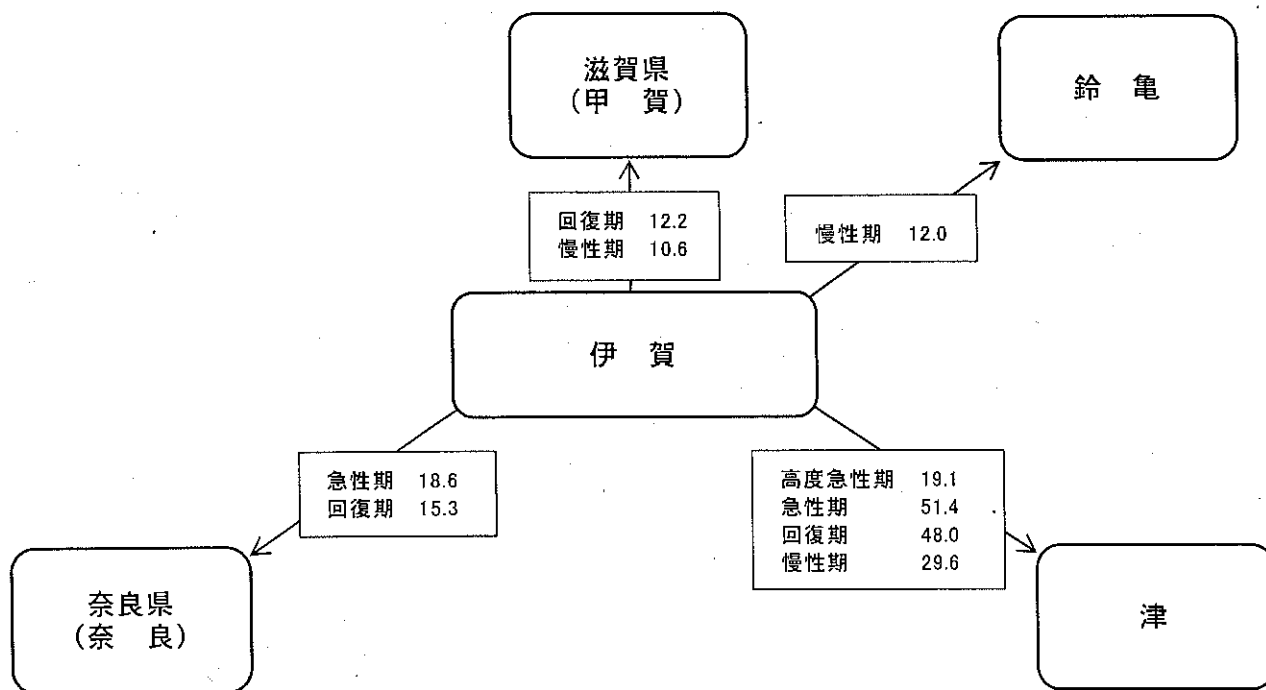 滋賀県
(甲 賀)
鈴 亀
回復期 12.2
慢性期 10.6
慢性期 12.0
伊 賀
急性期 18.6
回復期 15.3
高度急性期 19.1
急性期 51.4
回復期 48.0
慢性期 29.6
奈良県
(奈 良)
津